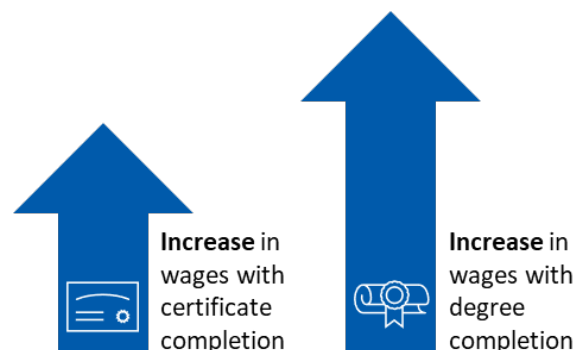 Increase in
wages with
certificate
completion
Increase in
wages with
degree
completion